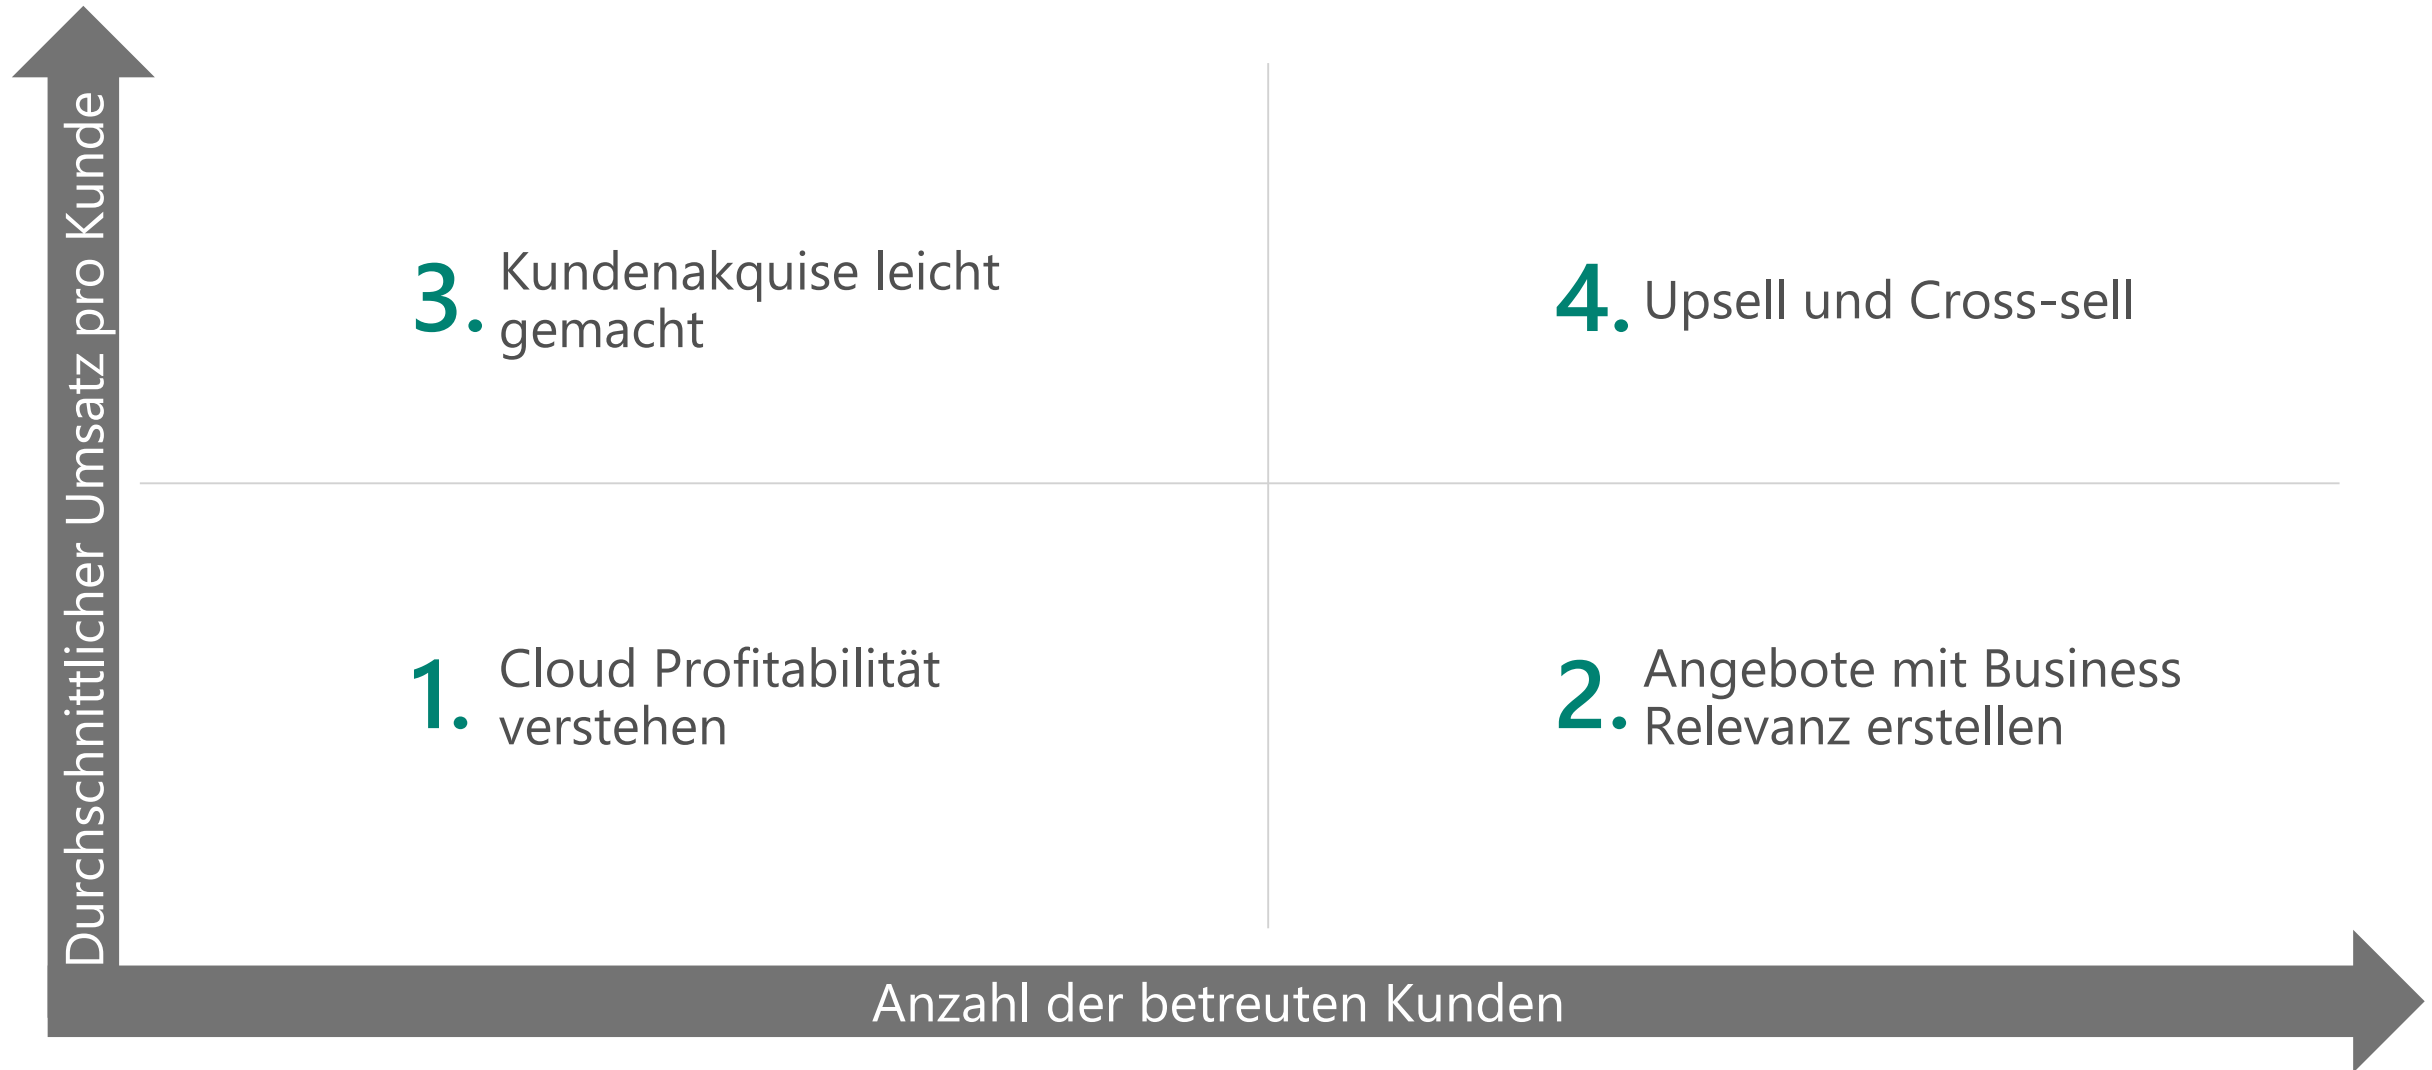 Durchschnittlicher Umsatz pro Kunde
3. Kundenakquise leicht
gemacht
4. Upsell und Cross-sell
1. Cloud Profitabilität
verstehen
2. Angebote mit Business
Relevanz erstellen
Anzahl der betreuten Kunden